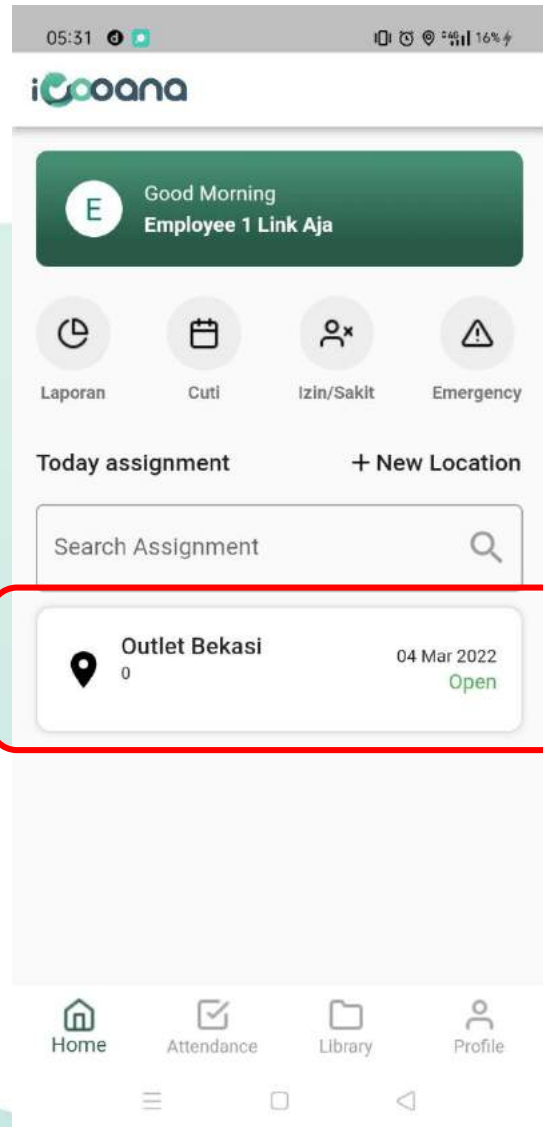 05:31 16%
icooana
Good Morning
E
Employee 1 Link Aja
Laporan Cuti Izin/Sakit Emergency
Today assignment + New Location
Search Assignment
Outlet Bekasi
04 Mar 2022
0
Open
Home Attendance Library Profile